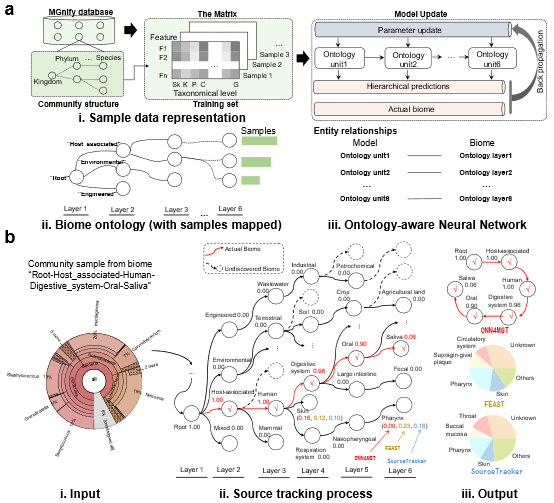 a
MGnify database
Phylum ... Species
Kingdom
Community structure
The Matrix
Feature
F1
F2
Fn
Sample 3
Sample 2
Sample 1
...
Sk K P C G
Taxonomical level
Training set
i. Sample data representation
Model Update
Parameter update
Ontology unit1
Ontology unit2
...
Ontology unit6
Hierarchical predictions
Actual biome
Back propagation
"Root"
"Host_associated"
"Environmental"
"Engineered"
Samples
Layer 1
Layer 2
Layer 3
...
Layer 6
ii. Biome ontology (with samples mapped)
Entity relationships
Model Biome
Ontology unit1 Ontology layer1
Ontology unit2 Ontology layer2
... ...
Ontology unit6 Ontology layer6
iii. Ontology-aware Neural Network
b
Community sample from biome
"Root-Host_associated-Human-
Digestive_system-Oral-Saliva"
all
i. Input
Actual Biome
Undiscovered Biome
Root 1.00
Engineered 0.00
Environmental
0.00
Host-associated
1.00
Mixed 0.00
Wastewater
0.00
Terrestrial
0.00
Human
1.00
Mammal
0.00
Industrial
0.00
Soil 0.00
Digestive
system
0.96
Skin
(0.16, 0.12, 0.10)
Respiration
system 0.00
Petrochemical
0.00
Crop
0.00
Oral
0.90
Large intestine
0.00
Nasopharyngeal
0.00
Agricultural land
0.00
Saliva 0.06
Fecal
0.00
Pharynx
(0.00, 0.23, 0.16)
ONN4MST
FEAST
SourceTracker
Layer 1
Layer 2
Layer 3
Layer 4
Layer 5
Layer 6
ii. Source tracking process
Root
1.00
Host-associated
1.00
Human
1.00
Digestive
system 0.96
Oral
0.90
Saliva
0.06
ONN4MST
Circulatory
system
Supragin-gival
plaque
Pharynx
Skin
Others
Unknown
FEAST
Throat
Buccal
mucosa
Pharynx
Skin
Others
Unknown
SourceTracker
iii. Output